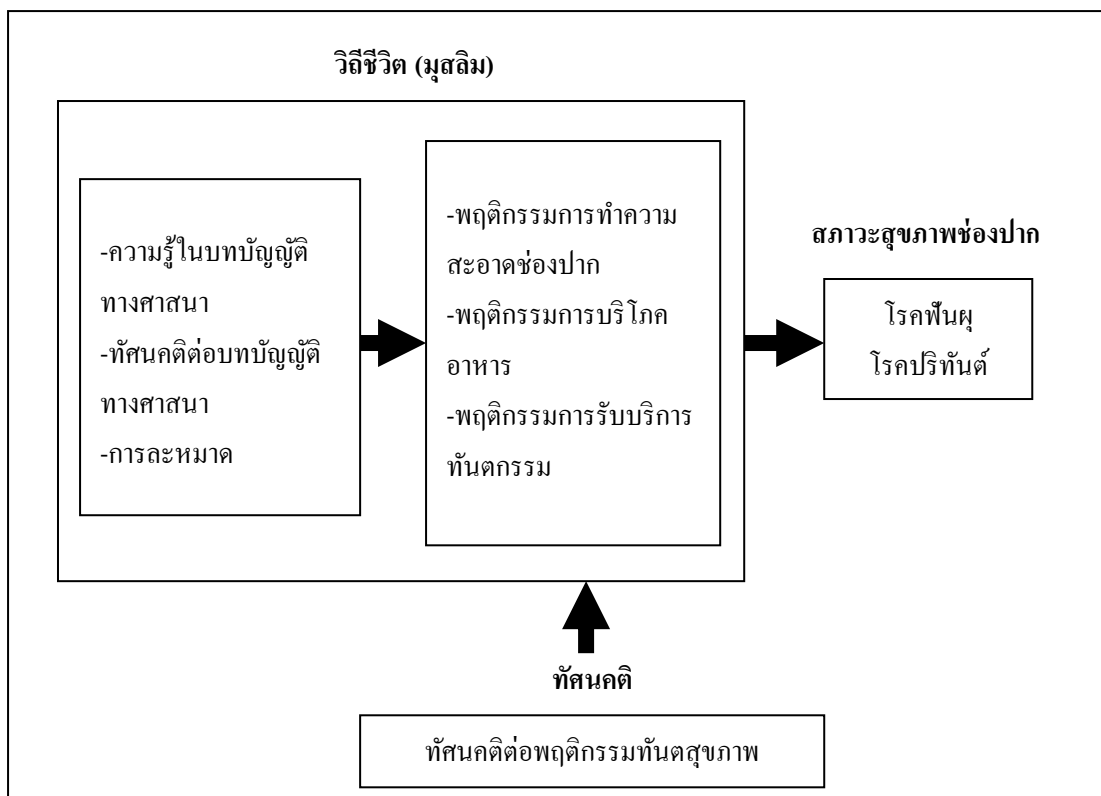 วิถีชีวิต (มุสลิม)
-ความรู้ในบทบัญญัติ
ทางศาสนา
-ทัศนคติต่อบทบัญญัติ
ทางศาสนา
-การละหมาด
-พฤติกรรมการทำความ
สะอาดช่องปาก
-พฤติกรรมการบริโภค
อาหาร
-พฤติกรรมการรับบริการ
ทันตกรรม
สภาวะสุขภาพช่องปาก
โรคฟันผุ
โรคปริทันต์
ทัศนคติ
ทัศนคติต่อพฤติกรรมทันตสุขภาพ